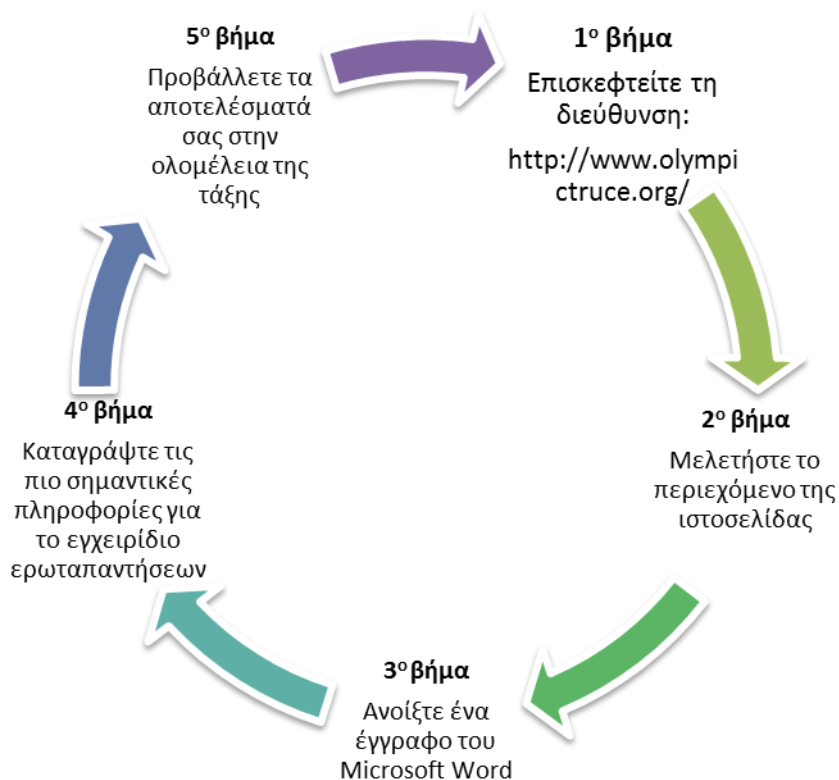 1ο βήμα
Επισκεφτείτε τη
διεύθυνση:
http://www.olympi
ctruce.org/
2ο βήμα
Μελετήστε το
περιεχόμενο της
ιστοσελίδας
3ο βήμα
Ανοίξτε ένα
έγγραφο του
Microsoft Word
4ο βήμα
Καταγράψτε τις
πιο σημαντικές
πληροφορίες για
το εγχειρίδιο
ερωταπαντήσεων
5ο βήμα
Προβάλλετε τα
αποτελέσματά
σας στην
ολομέλεια της
τάξης